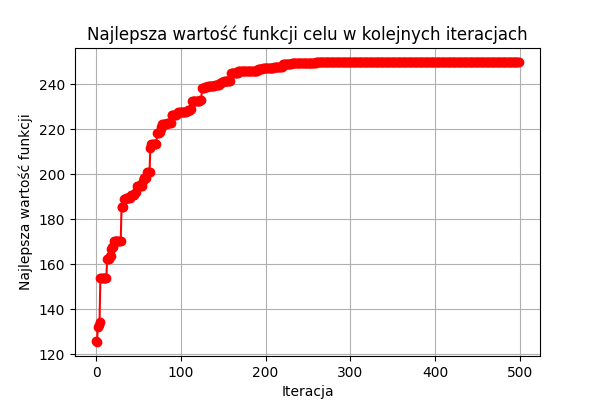 Najlepsza wartość funkcji celu w kolejnych iteracjach
Najlepsza wartość funkcji
240
220
200
180
160
140
120
0 100 200 300 400 500
Iteracja